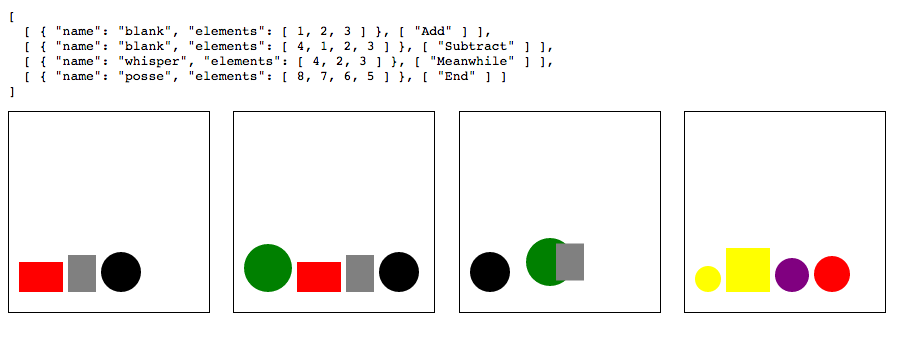 [
  [ { "name": "blank", "elements": [ 1, 2, 3 ] }, [ "Add" ] ],
  [ { "name": "blank", "elements": [ 4, 1, 2, 3 ] }, [ "Subtract" ] ],
  [ { "name": "whisper", "elements": [ 4, 2, 3 ] }, [ "Meanwhile" ] ],
  [ { "name": "posse", "elements": [ 8, 7, 6, 5 ] }, [ "End" ] ]
]